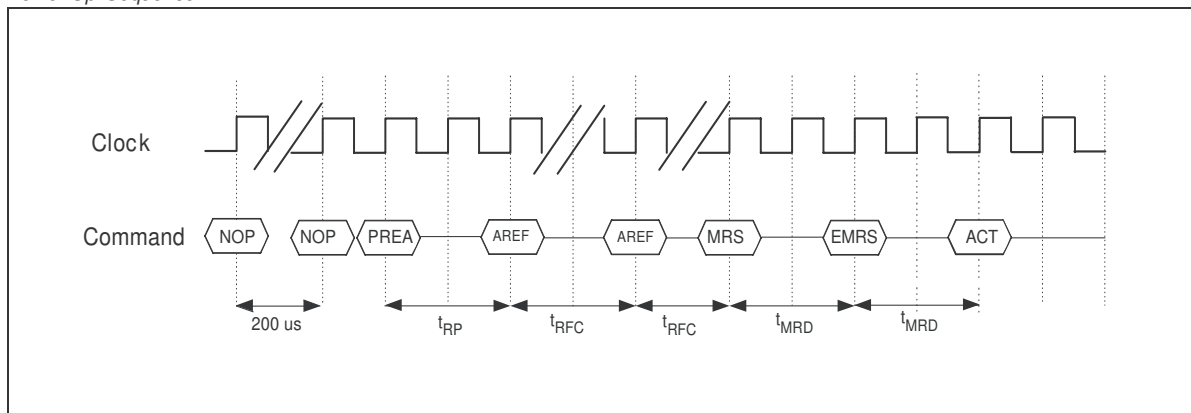 Clock
Command NOP NOP PREA AREF AREF MRS EMRS ACT
200 us tRP tRFC tRFC tMRD tMRD